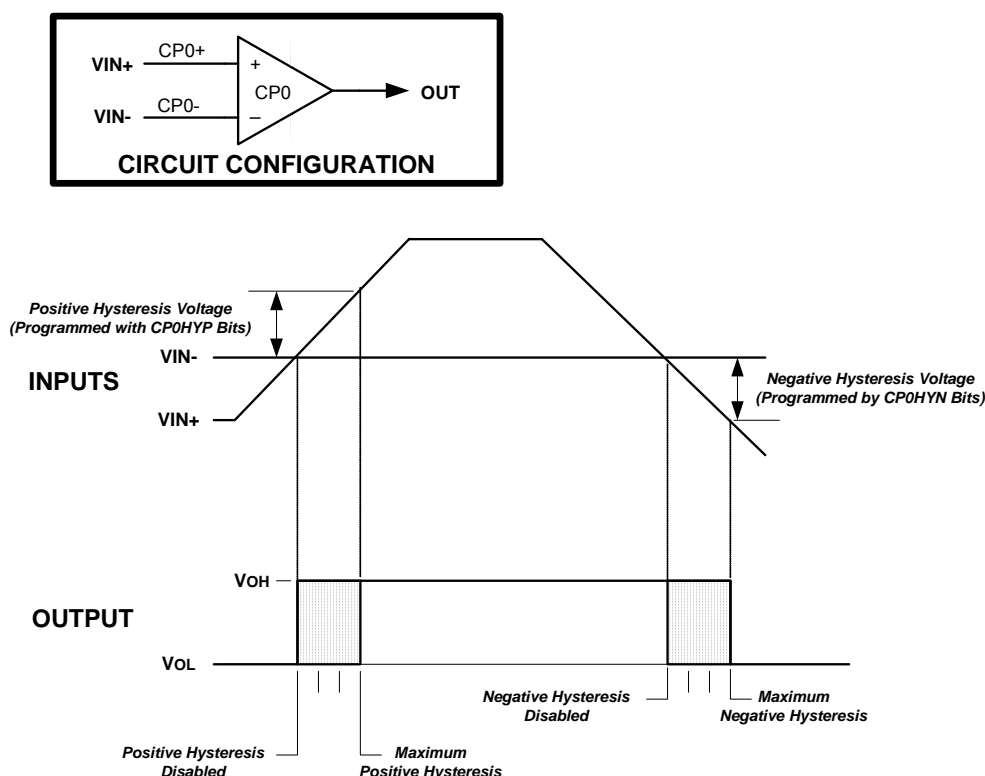 CP0+
VIN+
+
CP0
OUT
CP0-
VIN-
–
CIRCUIT CONFIGURATION
Positive Hysteresis Voltage
(Programmed with CP0HYP Bits)
VIN-
INPUTS
Negative Hysteresis Voltage
(Programmed by CP0HYN Bits)
VIN+
VOH
OUTPUT
VOL
Negative Hysteresis
Disabled
Maximum
Negative Hysteresis
Positive Hysteresis
Disabled
Maximum
Positive Hysteresis